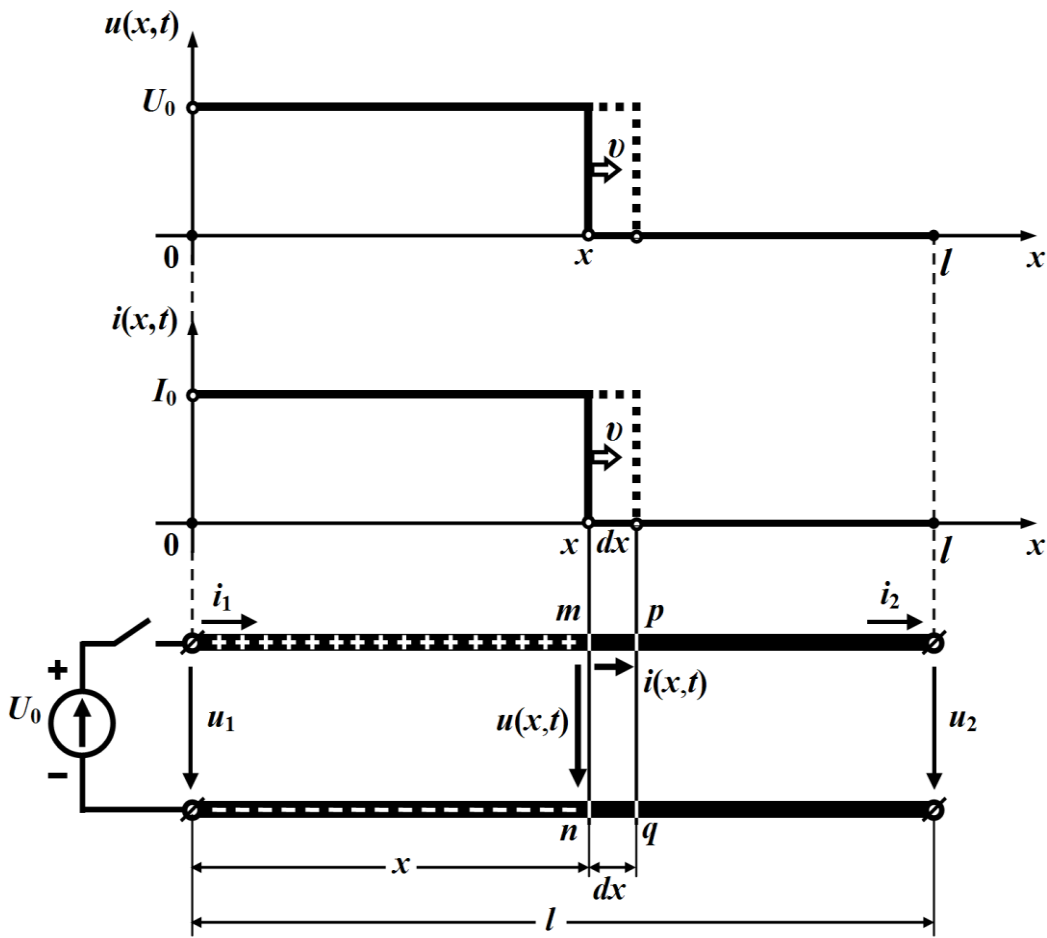 u(x,t)
U₀
υ
0 x l x
i(x,t)
I₀
υ
0 x dx l x
i₁ m p i₂
+
U₀ u₁ u(x,t) i(x,t) u₂
−
n q
x dx
l